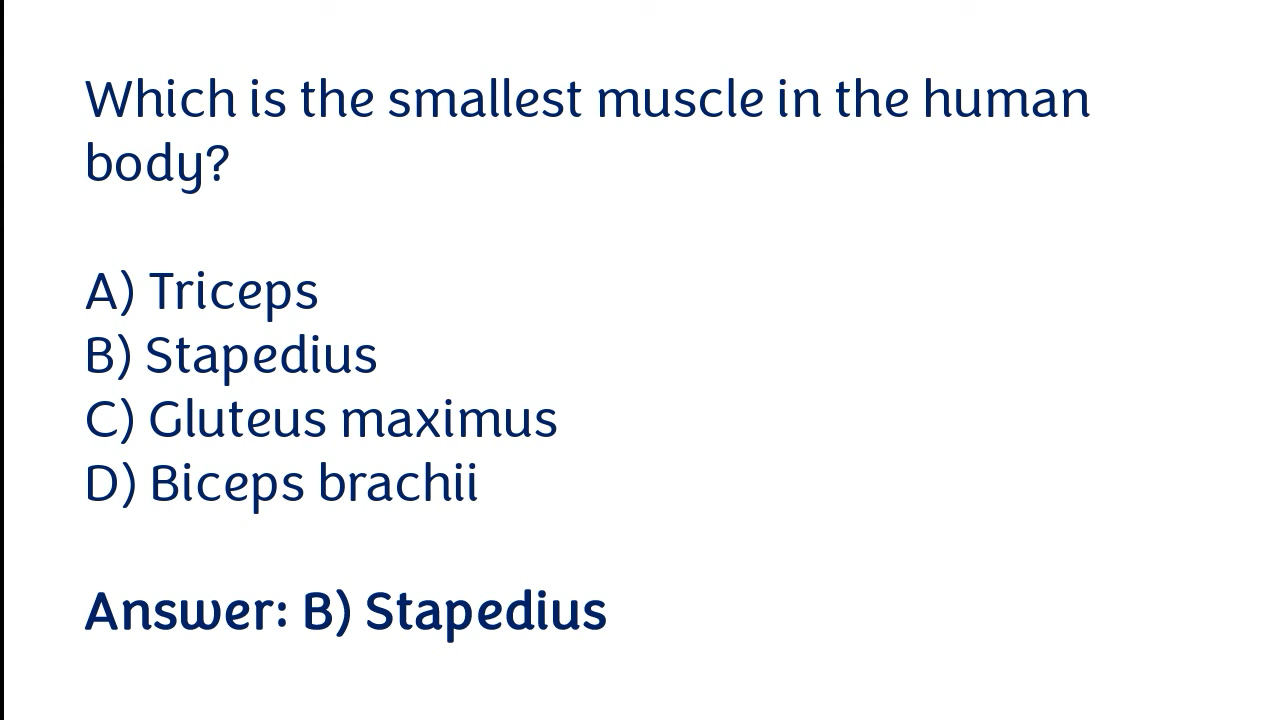 Which is the smallest muscle in the human
body?
A) Triceps
B) Stapedius
C) Gluteus maximus
D) Biceps brachii
Answer: B) Stapedius